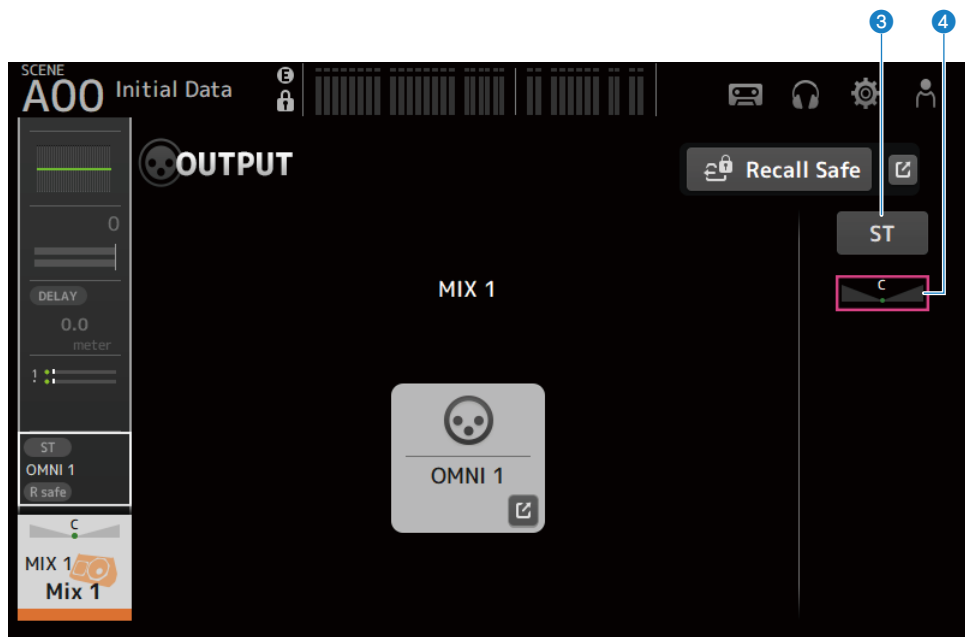 3 4
SCENE
A00 Initial Data
E
OUTPUT
Recall Safe
0
ST
C
DELAY
0.0
meter
MIX 1
!
ST
OMNI 1
R safe
OMNI 1
C
MIX 1
Mix 1